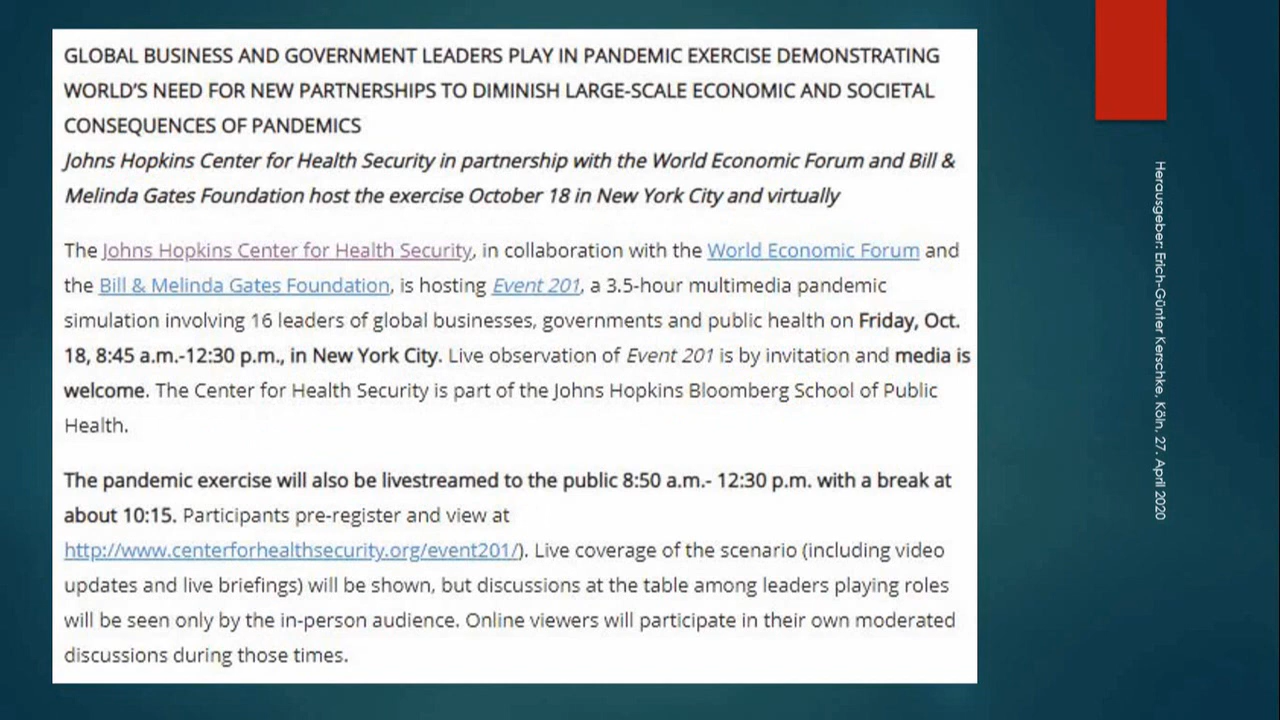 GLOBAL BUSINESS AND GOVERNMENT LEADERS PLAY IN PANDEMIC EXERCISE DEMONSTRATING
WORLD'S NEED FOR NEW PARTNERSHIPS TO DIMINISH LARGE-SCALE ECONOMIC AND SOCIETAL
CONSEQUENCES OF PANDEMICS
Johns Hopkins Center for Health Security in partnership with the World Economic Forum and Bill &
Melinda Gates Foundation host the exercise October 18 in New York City and virtually
The Johns Hopkins Center for Health Security, in collaboration with the World Economic Forum and
the Bill & Melinda Gates Foundation, is hosting Event 201, a 3.5-hour multimedia pandemic
simulation involving 16 leaders of global businesses, governments and public health on Friday, Oct.
18, 8:45 a.m.-12:30 p.m., in New York City. Live observation of Event 201 is by invitation and media is
welcome. The Center for Health Security is part of the Johns Hopkins Bloomberg School of Public
Health.
The pandemic exercise will also be livestreamed to the public 8:50 a.m.- 12:30 p.m. with a break at
about 10:15. Participants pre-register and view at
http://www.centerforhealthsecurity.org/event201/). Live coverage of the scenario (including video
updates and live briefings) will be shown, but discussions at the table among leaders playing roles
will be seen only by the in-person audience. Online viewers will participate in their own moderated
discussions during those times.
Herausgeber: Erich-Günter Kerschke, Köln, 27. April 2020